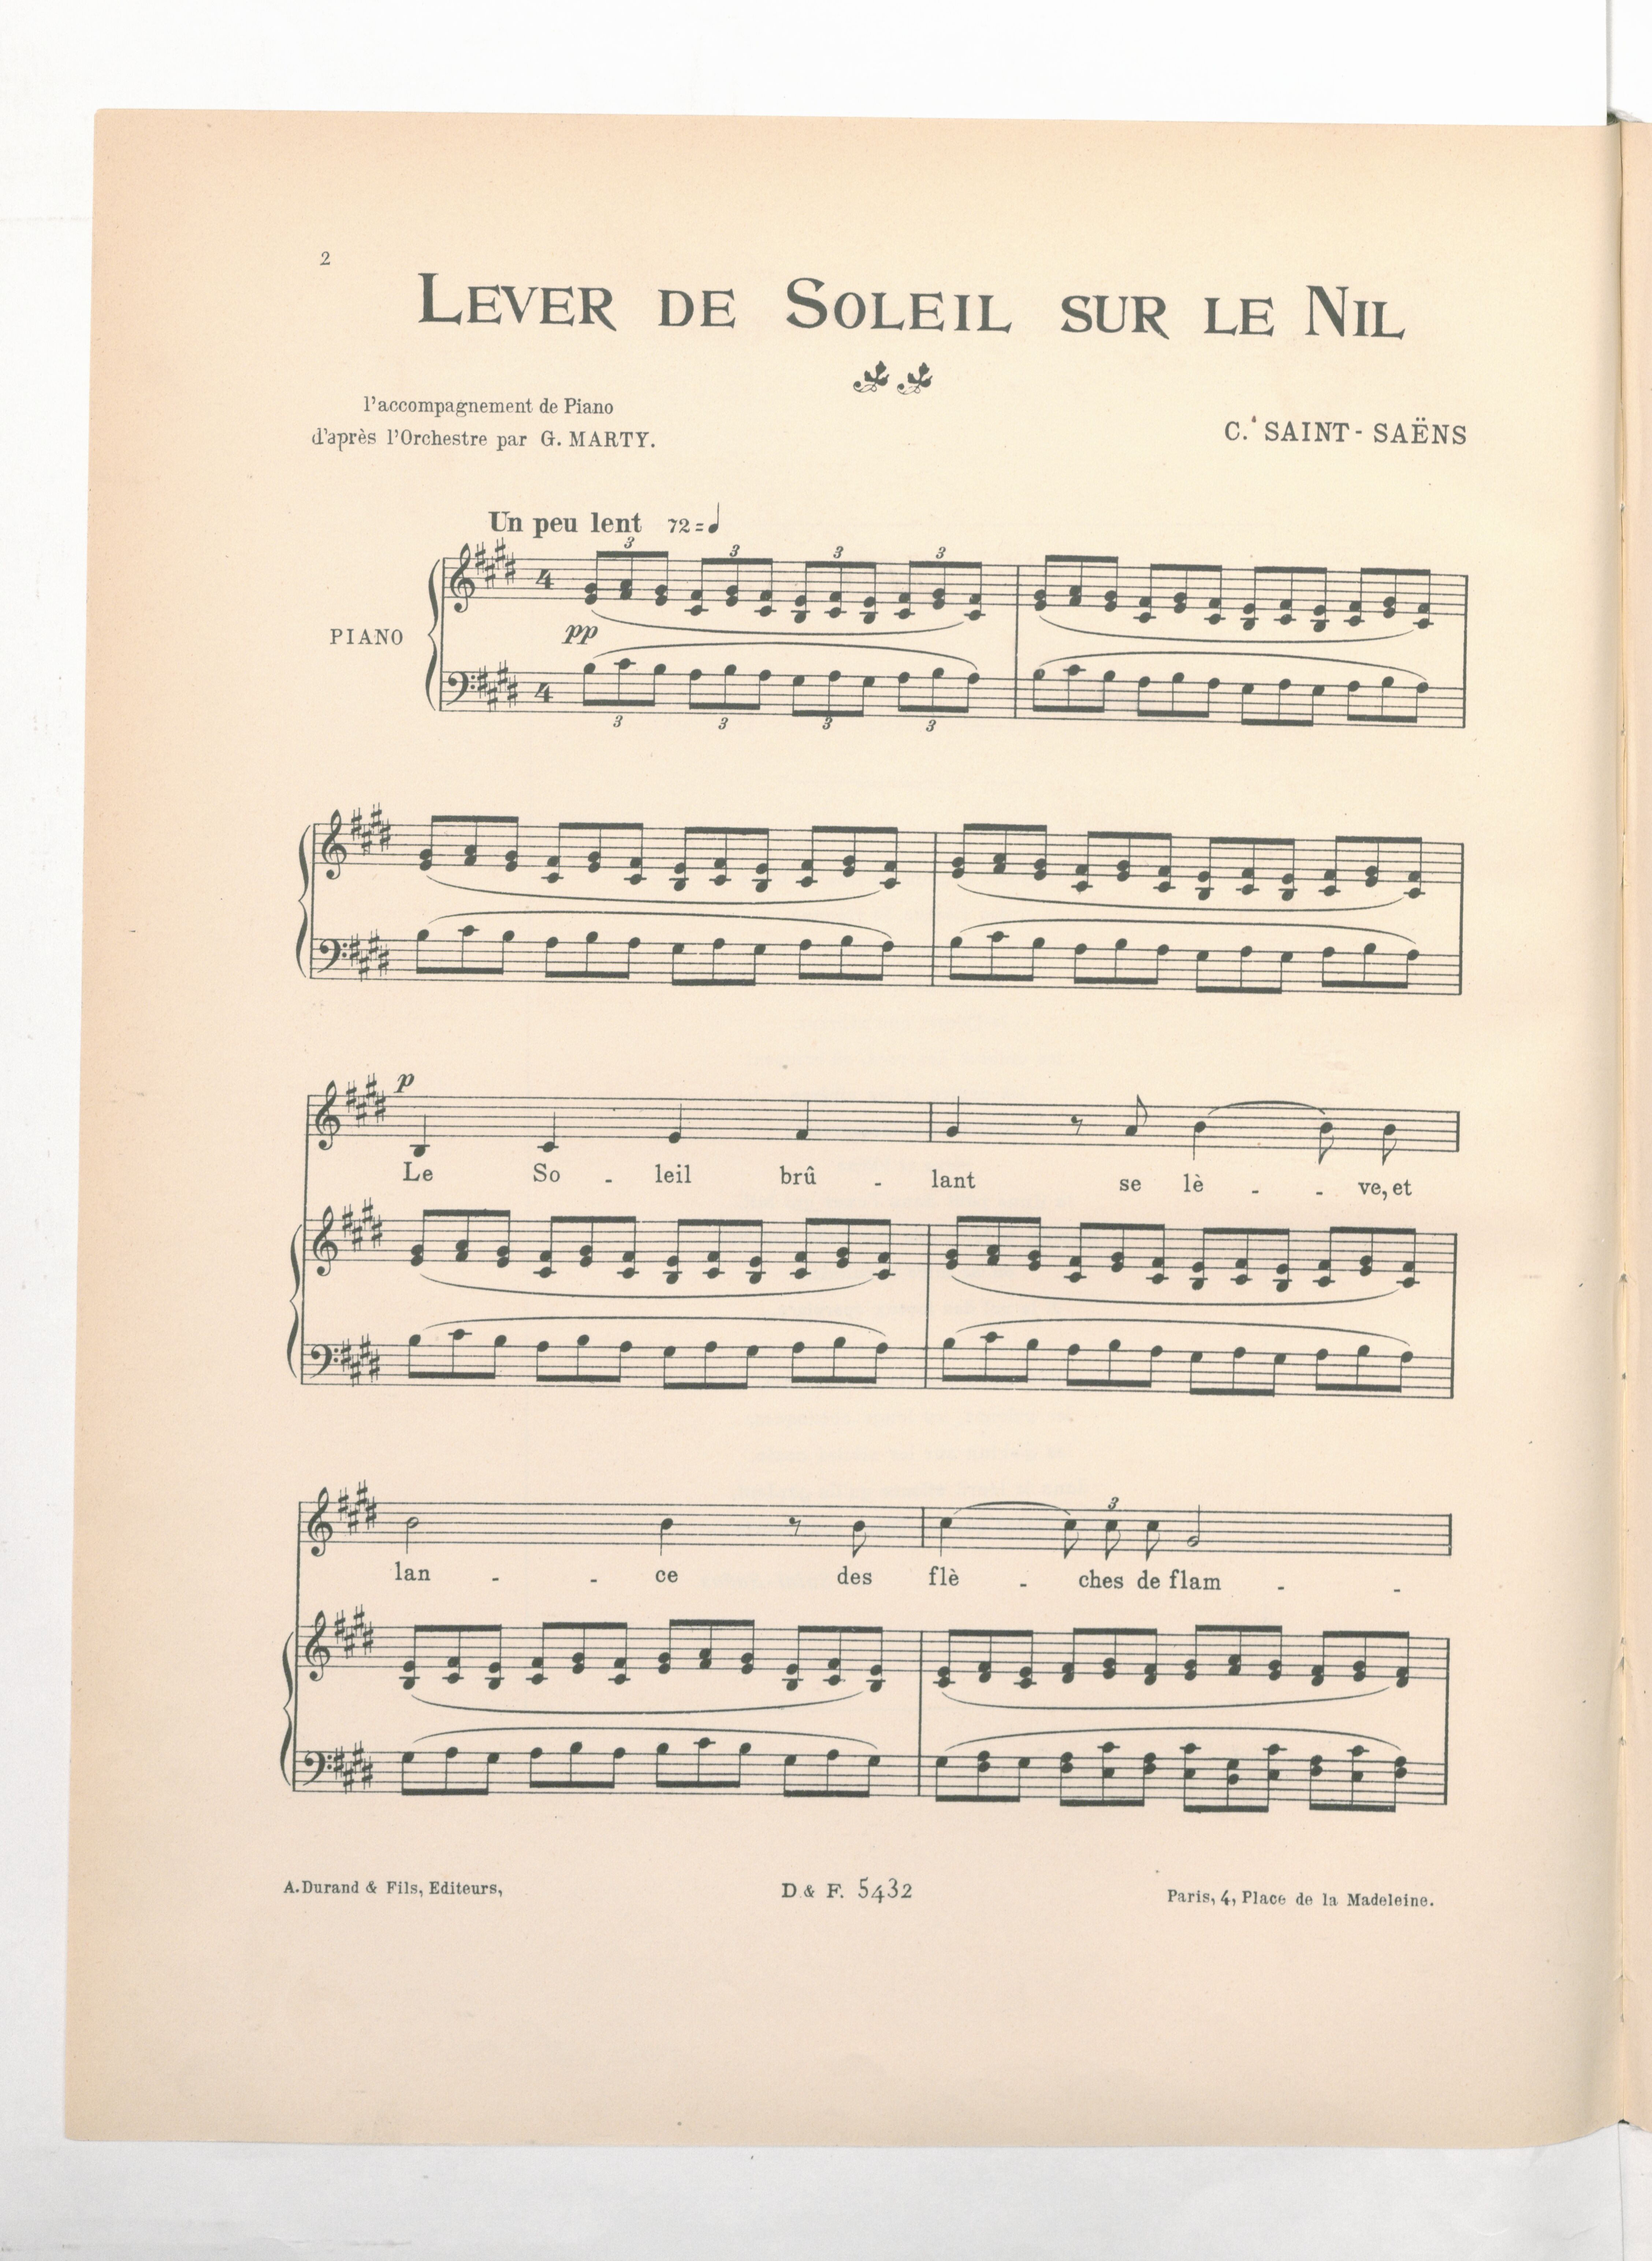 2
LEVER DE SOLEIL SUR LE NIL
l'accompagnement de Piano
d'après l'Orchestre par G. MARTY.
C. SAINT-SAËNS
Un peu lent 72=♩
3 3 3 3
4
PIANO
pp
4
3 3 3 3
p
Le So - leil brû - lant se lè - - ve, et
3
lan - - ce des flè - ches de flam - -
A. Durand & Fils, Editeurs,
D & F. 5432
Paris, 4, Place de la Madeleine.